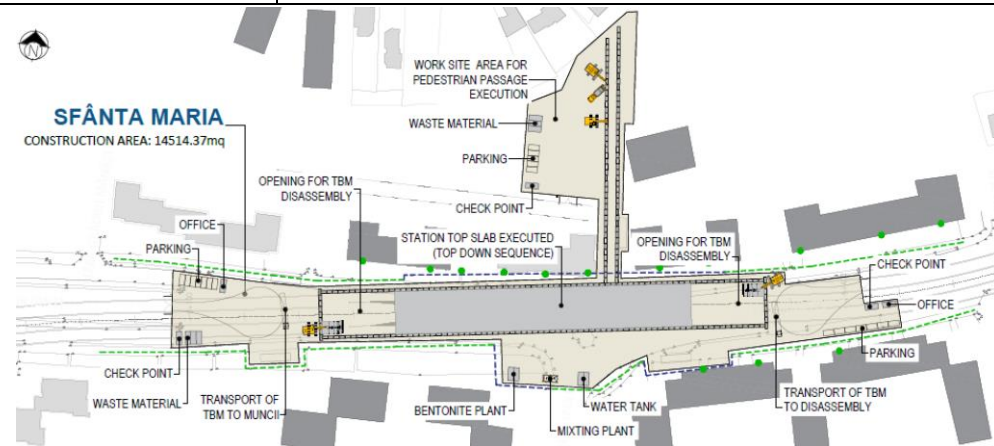 N
WORK SITE AREA FOR
PEDESTRIAN PASSAGE
EXECUTION
WASTE MATERIAL
PARKING
CHECK POINT
SFÂNTA MARIA
CONSTRUCTION AREA: 14514.37mq
OPENING FOR TBM
DISASSEMBLY
OFFICE
PARKING
STATION TOP SLAB EXECUTED
(TOP DOWN SEQUENCE)
OPENING FOR TBM
DISASSEMBLY
CHECK POINT
OFFICE
PARKING
CHECK POINT
WASTE MATERIAL
TRANSPORT OF
TBM TO MUNCII
BENTONITE PLANT
MIXTING PLANT
WATER TANK
TRANSPORT OF TBM
TO DISASSEMBLY